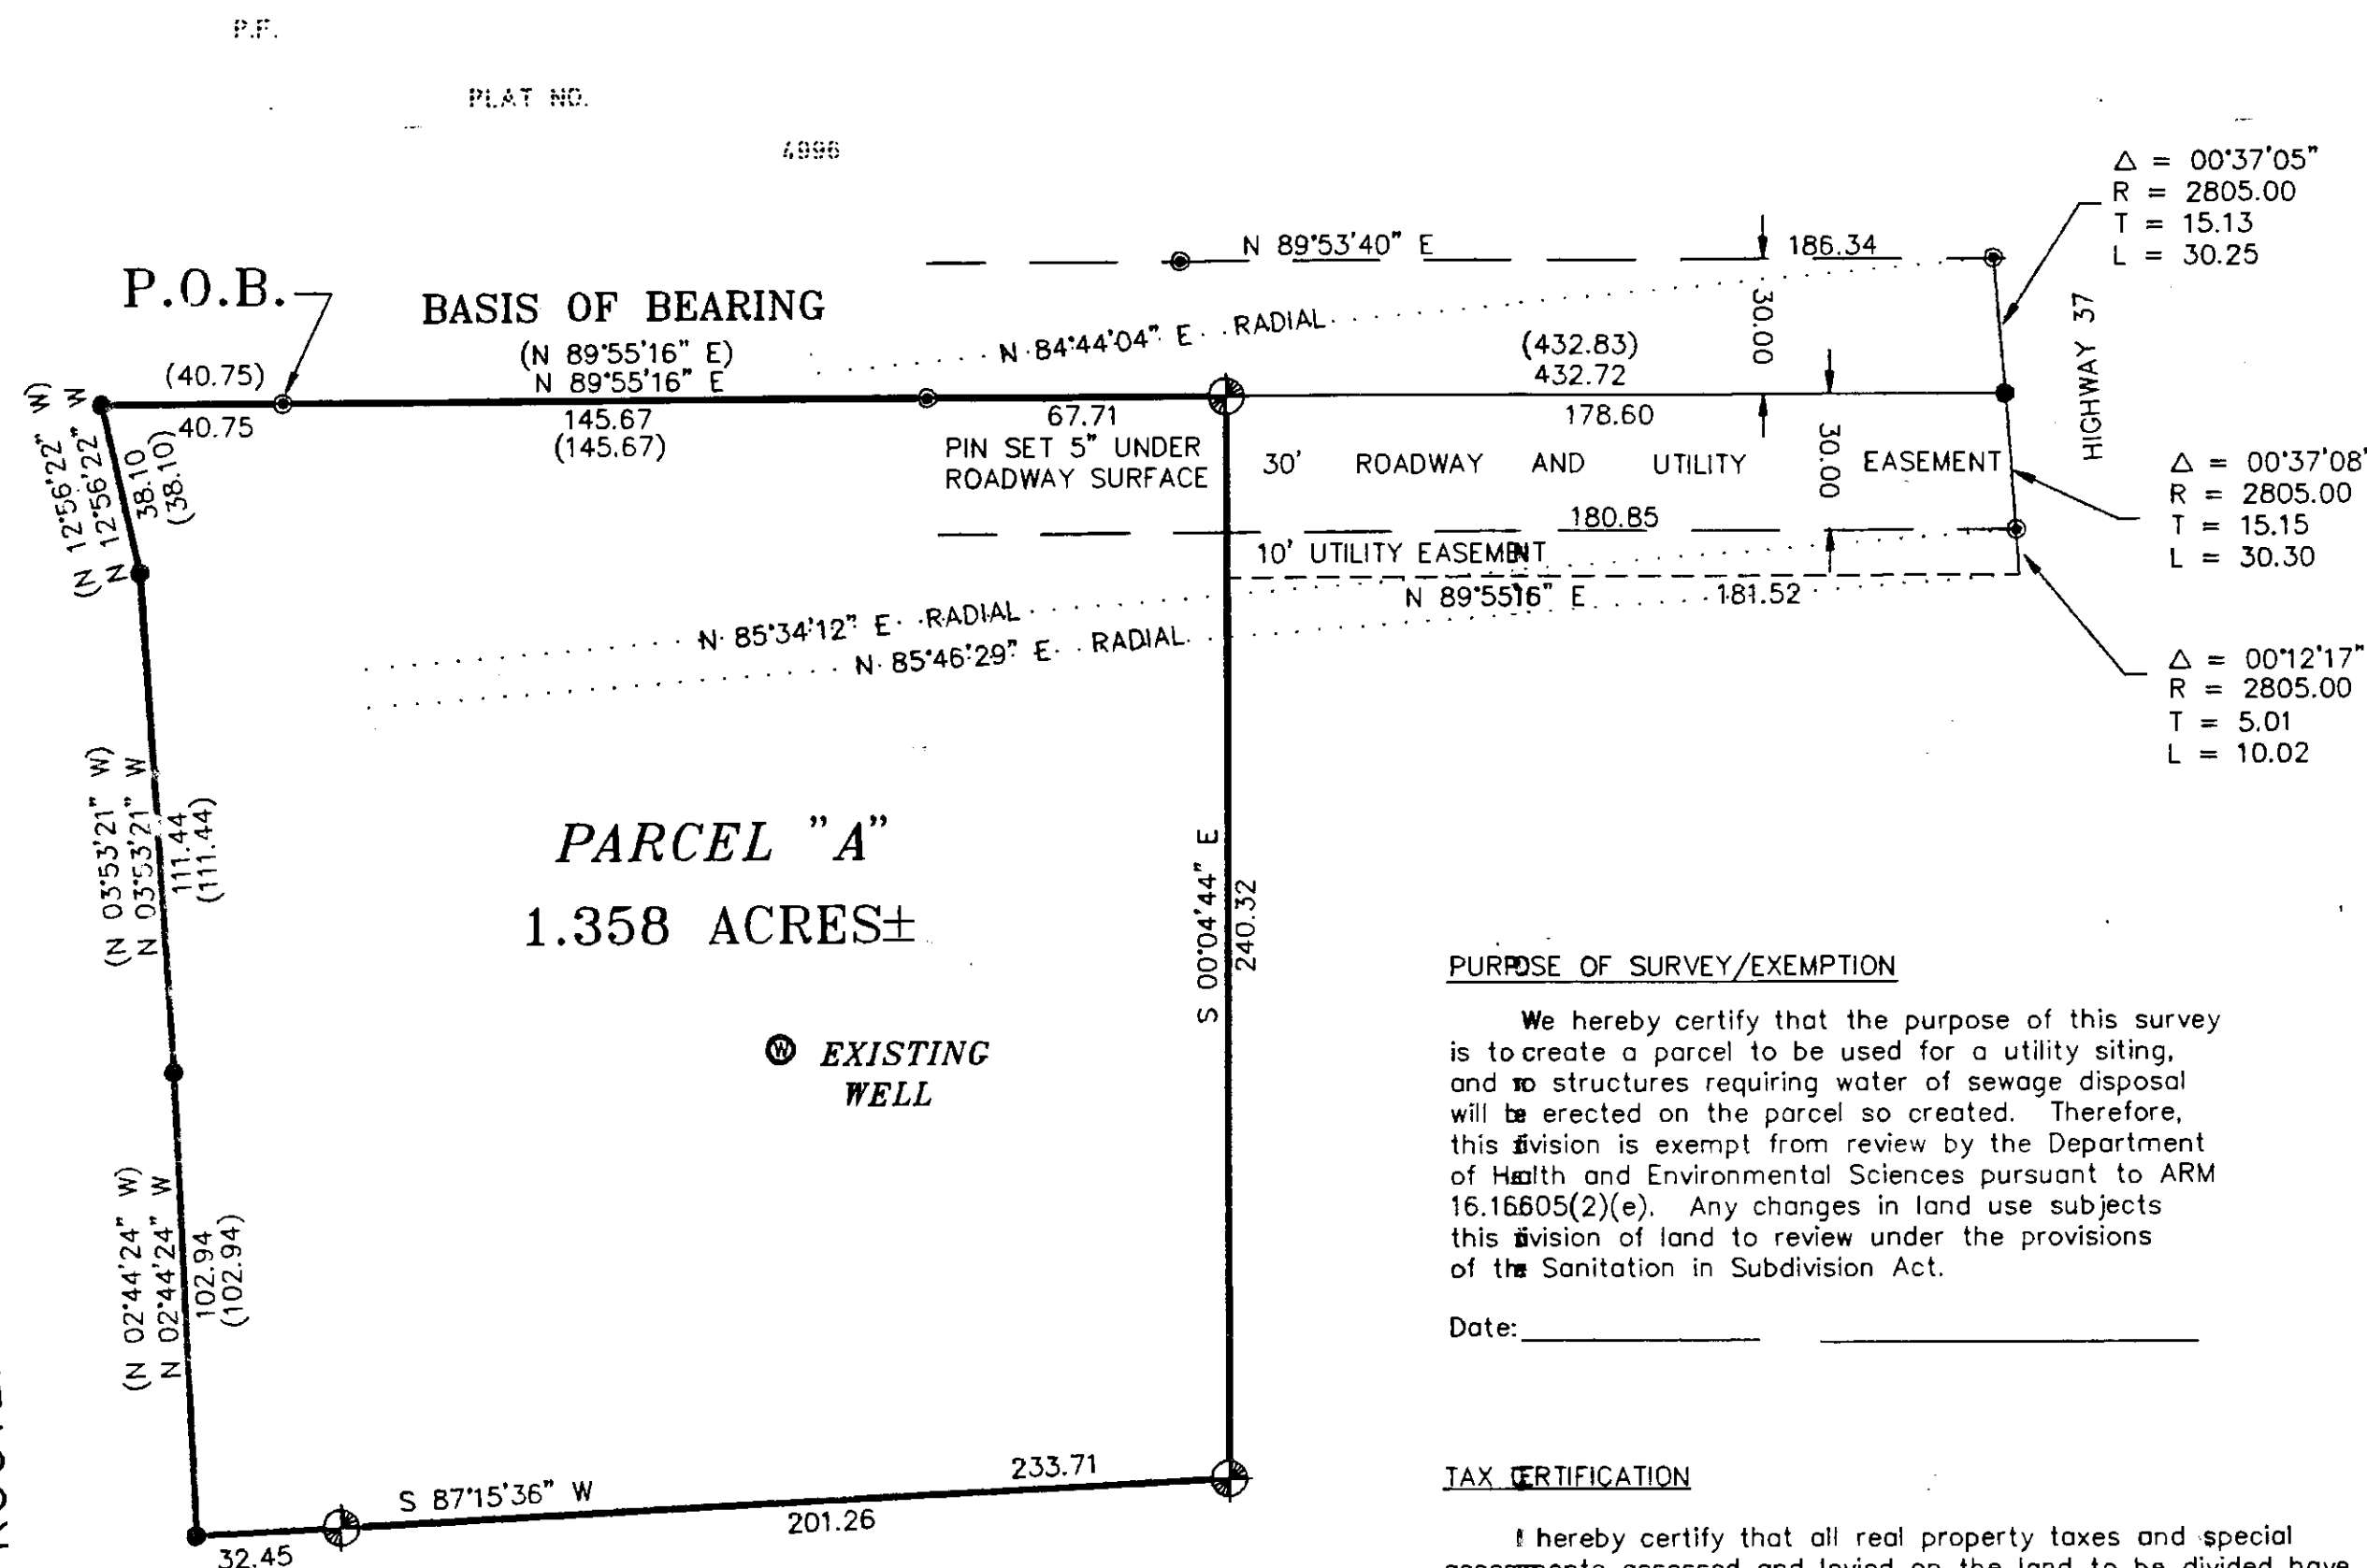 P.F.
PLAT NO.
4996
Δ = 00°37'05"
R = 2805.00
T = 15.13
L = 30.25
N 89°53'40" E
186.34
P.O.B.
BASIS OF BEARING
(N 89°55'16" E)
N 89°55'16" E
N 84°44'04" E RADIAL
30.00
(432.83)
432.72
HIGHWAY 37
(40.75)
40.75
145.67
(145.67)
67.71
178.60
PIN SET 5" UNDER
ROADWAY SURFACE
30' ROADWAY AND UTILITY EASEMENT
30.00
(N 12°56'22" W)
N 12°56'22" W
38.10
(38.10)
Δ = 00°37'08"
R = 2805.00
T = 15.15
L = 30.30
180.85
10' UTILITY EASEMENT
N 89°55'16" E
181.52
N 85°34'12" E RADIAL
N 85°46'29" E RADIAL
Δ = 00°12'17"
R = 2805.00
T = 5.01
L = 10.02
(N 03°53'21" W)
N 03°53'21" W
111.44
(111.44)
PARCEL "A"
1.358 ACRES±
S 00°04'44" E
240.32
W EXISTING
WELL
(N 02°44'24" W)
N 02°44'24" W
102.94
(102.94)
S 87°15'36" W
233.71
201.26
32.45
PURPOSE OF SURVEY/EXEMPTION
We hereby certify that the purpose of this survey
is to create a parcel to be used for a utility siting,
and no structures requiring water of sewage disposal
will be erected on the parcel so created. Therefore,
this division is exempt from review by the Department
of Health and Environmental Sciences pursuant to ARM
16.16605(2)(e). Any changes in land use subjects
this division of land to review under the provisions
of the Sanitation in Subdivision Act.
Date:
TAX CERTIFICATION
I hereby certify that all real property taxes and special
assessments assessed and levied on the land to be divided have